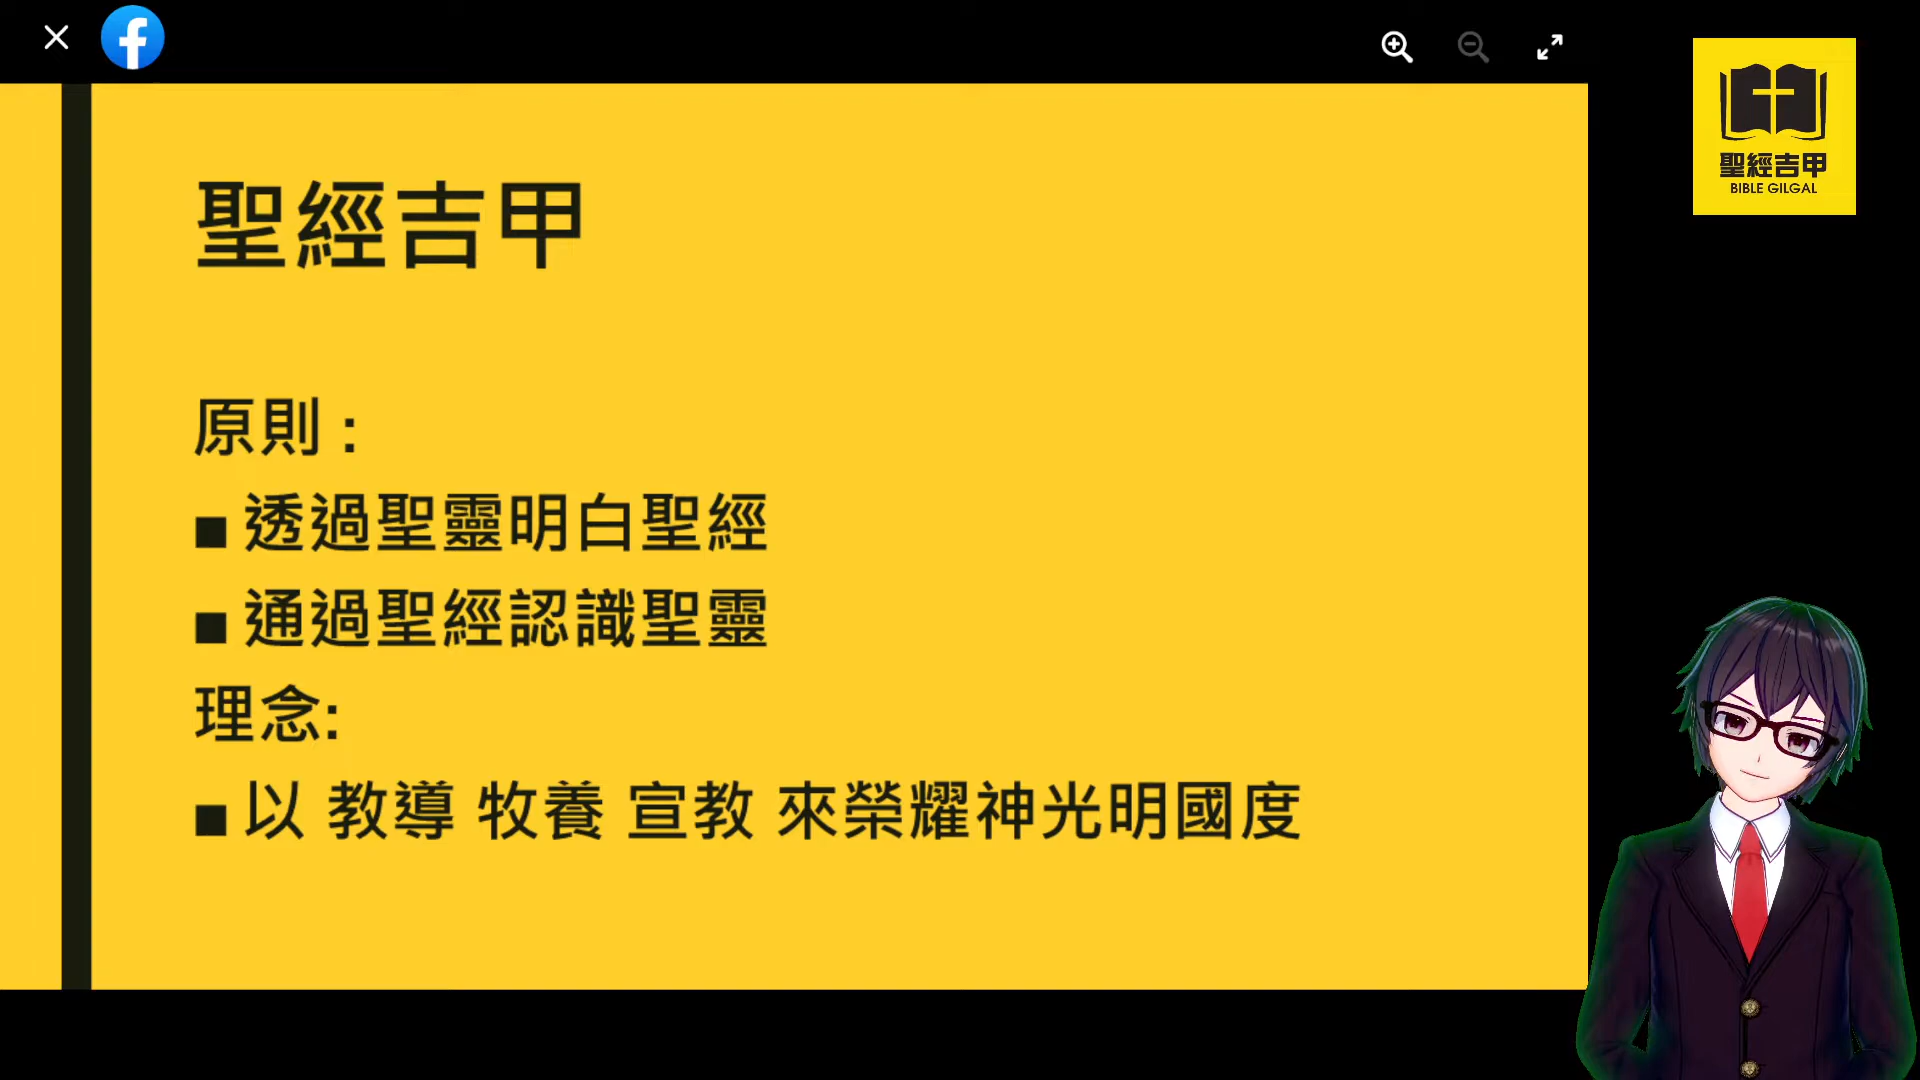 聖經吉甲
原則 :
■ 透過聖靈明白聖經
■ 通過聖經認識聖靈
理念:
■ 以 教導 牧養 宣教 來榮耀神光明國度
聖經吉甲
BIBLE GILGAL